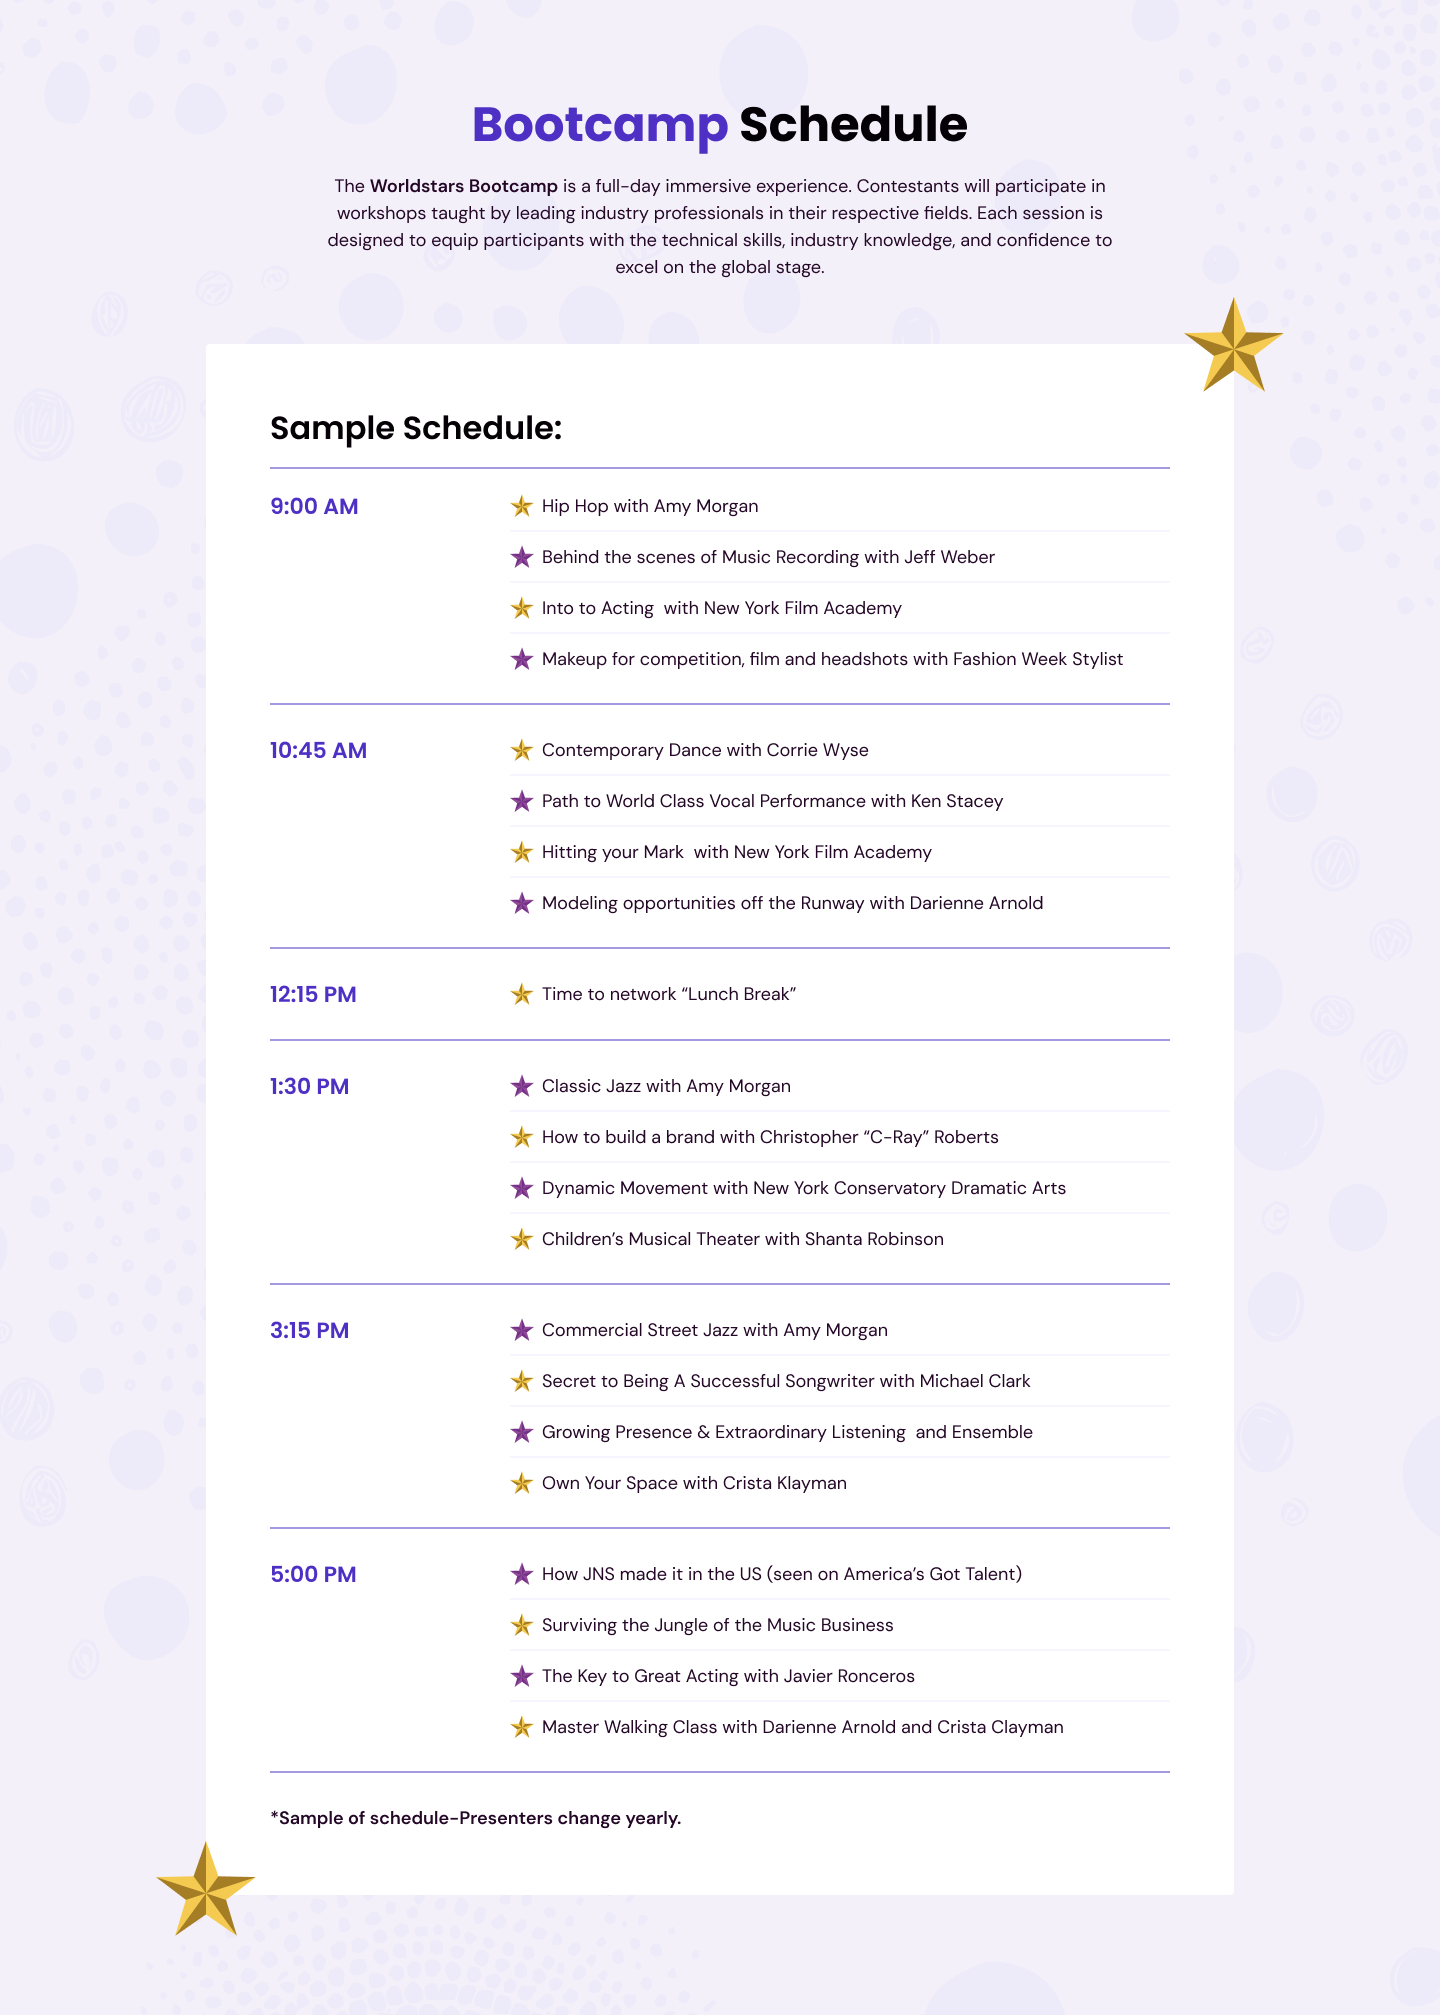 Bootcamp Schedule
The Worldstars Bootcamp is a full-day immersive experience. Contestants will participate in
workshops taught by leading industry professionals in their respective fields. Each session is
designed to equip participants with the technical skills, industry knowledge, and confidence to
excel on the global stage.
Sample Schedule:
9:00 AM
Hip Hop with Amy Morgan
Behind the scenes of Music Recording with Jeff Weber
Into to Acting  with New York Film Academy
Makeup for competition, film and headshots with Fashion Week Stylist
10:45 AM
Contemporary Dance with Corrie Wyse
Path to World Class Vocal Performance with Ken Stacey
Hitting your Mark  with New York Film Academy
Modeling opportunities off the Runway with Darienne Arnold
12:15 PM
Time to network “Lunch Break”
1:30 PM
Classic Jazz with Amy Morgan
How to build a brand with Christopher “C-Ray” Roberts
Dynamic Movement with New York Conservatory Dramatic Arts
Children’s Musical Theater with Shanta Robinson
3:15 PM
Commercial Street Jazz with Amy Morgan
Secret to Being A Successful Songwriter with Michael Clark
Growing Presence & Extraordinary Listening  and Ensemble
Own Your Space with Crista Klayman
5:00 PM
How JNS made it in the US (seen on America’s Got Talent)
Surviving the Jungle of the Music Business
The Key to Great Acting with Javier Ronceros
Master Walking Class with Darienne Arnold and Crista Clayman
*Sample of schedule-Presenters change yearly.